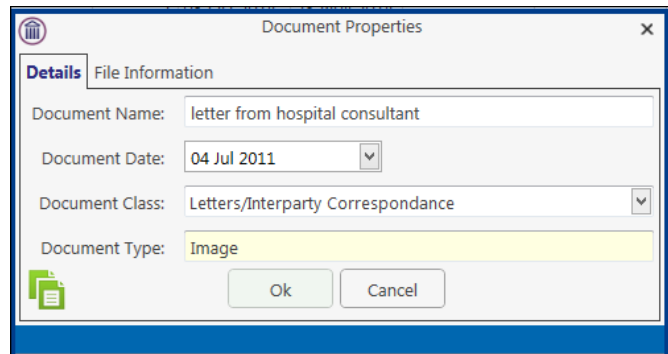 Document Properties
Details File Information
Document Name: letter from hospital consultant
Document Date: 04 Jul 2011
Document Class: Letters/Interparty Correspondance
Document Type: Image
Ok Cancel